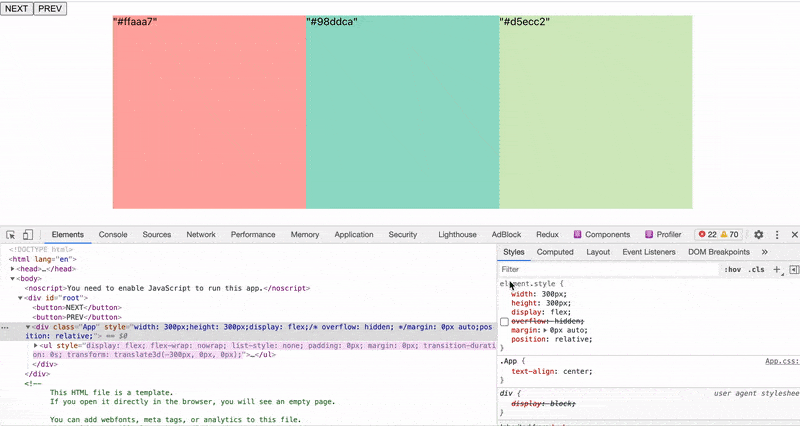 NEXT PREV
"#ffaaa7" "#98ddca" "#d5ecc2"
Elements Console Sources Network Performance Memory Application Security Lighthouse AdBlock Redux Components Profiler 22 70
<!DOCTYPE html>
<html lang="en">
<head>…</head>
<body>
<noscript>You need to enable JavaScript to run this app.</noscript>
<div id="root">
<button>NEXT</button>
<button>PREV</button>
<div class="App" style="width: 300px;height: 300px;display: flex;/* overflow: hidden; */margin: 0px auto;pos
ition: relative;"> == $0
<ul style="display: flex; flex-wrap: nowrap; list-style: none; padding: 0px; margin: 0px; transition-durati
on: 0s; transform: translate3d(-300px, 0px, 0px);">…</ul>
</div>
</div>
<!--
This HTML file is a template.
If you open it directly in the browser, you will see an empty page.
You can add webfonts, meta tags, or analytics to this file.
Styles Computed Layout Event Listeners DOM Breakpoints »
Filter :hov .cls +
element.style {
width: 300px;
height: 300px;
display: flex;
overflow: hidden;
margin: 0px auto;
position: relative;
}
.App { App.css:
text-align: center;
}
div { user agent styleshee
display: block;
}